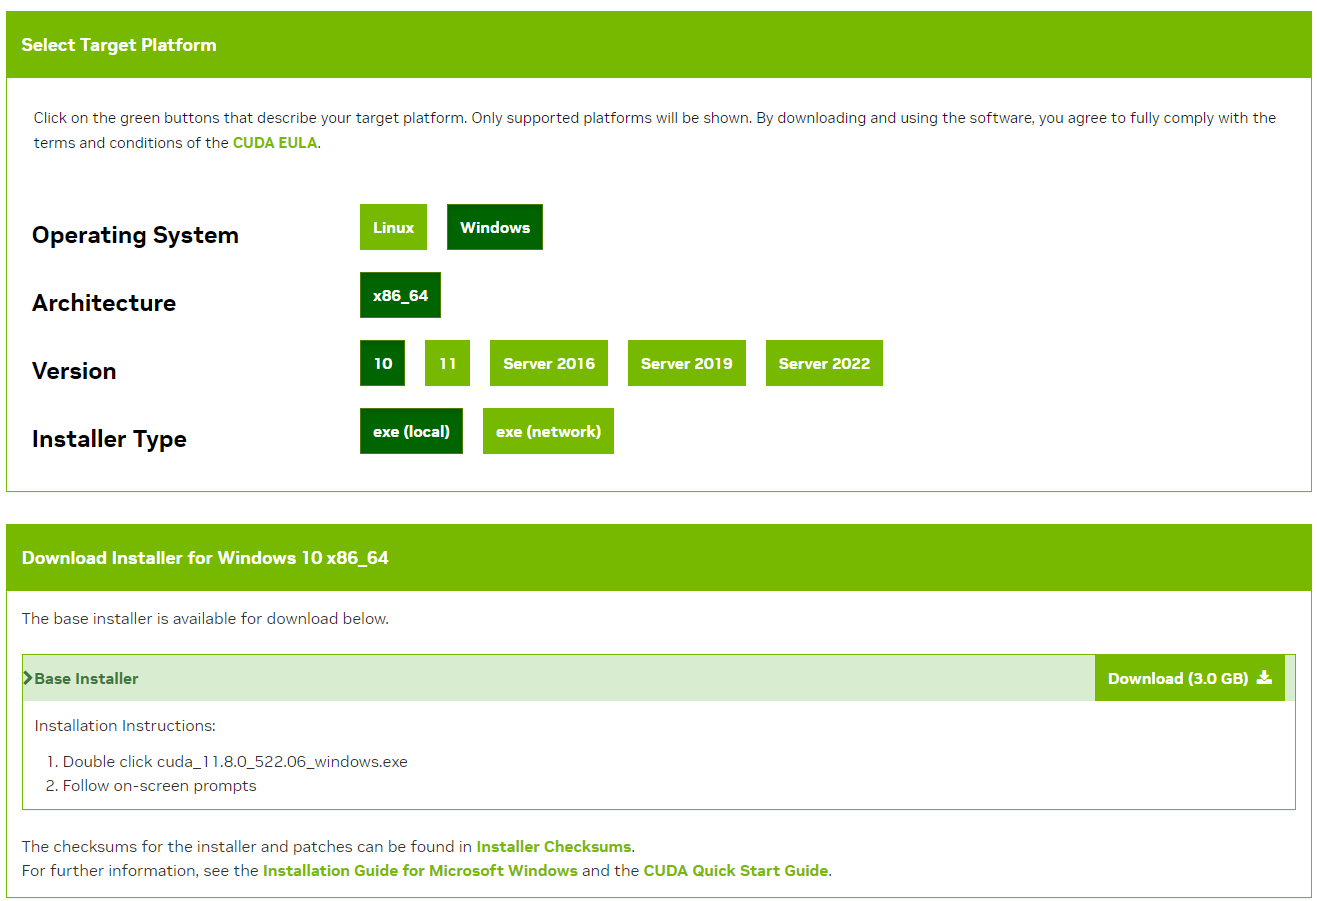 Select Target Platform
Click on the green buttons that describe your target platform. Only supported platforms will be shown. By downloading and using the software, you agree to fully comply with the
terms and conditions of the CUDA EULA.
Operating System Linux Windows
Architecture x86_64
Version 10 11 Server 2016 Server 2019 Server 2022
Installer Type exe (local) exe (network)
Download Installer for Windows 10 x86_64
The base installer is available for download below.
Base Installer Download (3.0 GB)
Installation Instructions:
1. Double click cuda_11.8.0_522.06_windows.exe
2. Follow on-screen prompts
The checksums for the installer and patches can be found in Installer Checksums.
For further information, see the Installation Guide for Microsoft Windows and the CUDA Quick Start Guide.